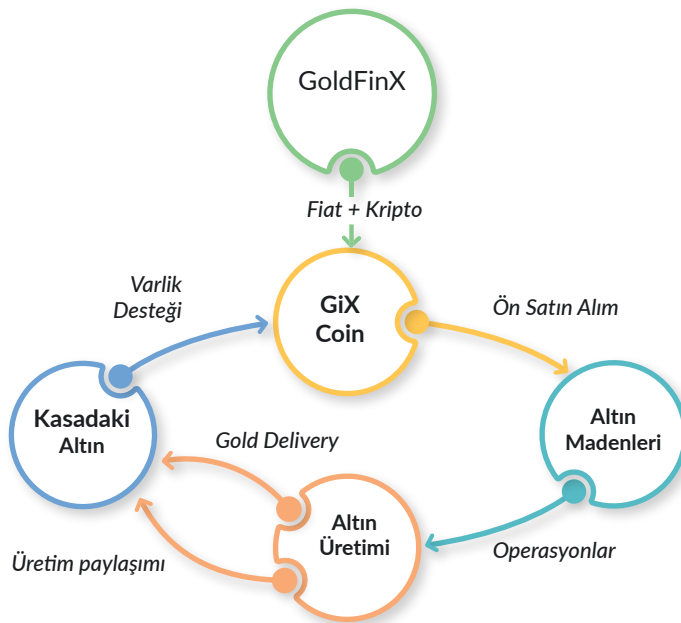 GoldFinX
Fiat + Kripto
Varlik
Desteği
GiX
Coin
Ön Satın Alım
Kasadaki
Altın
Gold Delivery
Altın
Madenleri
Altın
Üretimi
Üretim paylaşımı
Operasyonlar